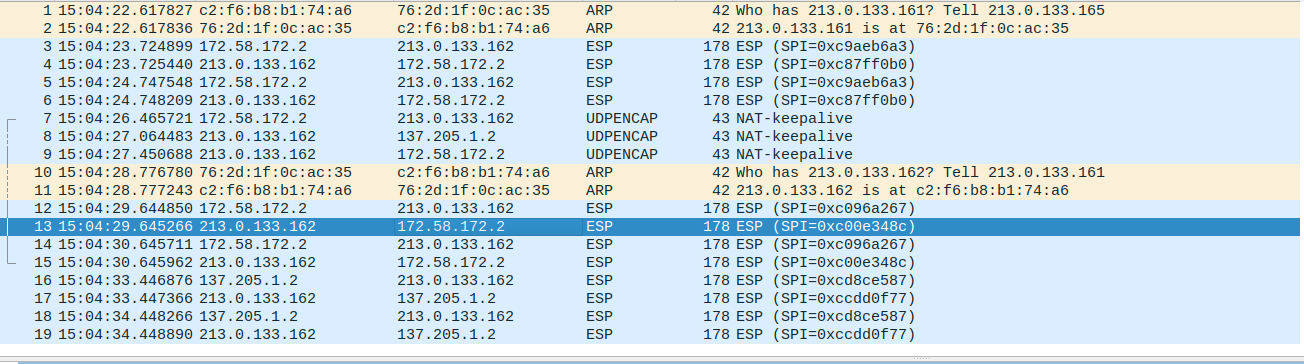 1 15:04:22.617827 c2:f6:b8:b1:74:a6 76:2d:1f:0c:ac:35 ARP 42 Who has 213.0.133.161? Tell 213.0.133.165
2 15:04:22.617836 76:2d:1f:0c:ac:35 c2:f6:b8:b1:74:a6 ARP 42 213.0.133.161 is at 76:2d:1f:0c:ac:35
3 15:04:23.724899 172.58.172.2 213.0.133.162 ESP 178 ESP (SPI=0xc9aeb6a3)
4 15:04:23.725440 213.0.133.162 172.58.172.2 ESP 178 ESP (SPI=0xc87ff0b0)
5 15:04:24.747548 172.58.172.2 213.0.133.162 ESP 178 ESP (SPI=0xc9aeb6a3)
6 15:04:24.748209 213.0.133.162 172.58.172.2 ESP 178 ESP (SPI=0xc87ff0b0)
7 15:04:26.465721 172.58.172.2 213.0.133.162 UDPENCAP 43 NAT-keepalive
8 15:04:27.064483 213.0.133.162 137.205.1.2 UDPENCAP 43 NAT-keepalive
9 15:04:27.450688 213.0.133.162 172.58.172.2 UDPENCAP 43 NAT-keepalive
10 15:04:28.776780 76:2d:1f:0c:ac:35 c2:f6:b8:b1:74:a6 ARP 42 Who has 213.0.133.162? Tell 213.0.133.161
11 15:04:28.777243 c2:f6:b8:b1:74:a6 76:2d:1f:0c:ac:35 ARP 42 213.0.133.162 is at c2:f6:b8:b1:74:a6
12 15:04:29.644850 172.58.172.2 213.0.133.162 ESP 178 ESP (SPI=0xc096a267)
13 15:04:29.645266 213.0.133.162 172.58.172.2 ESP 178 ESP (SPI=0xc00e348c)
14 15:04:30.645711 172.58.172.2 213.0.133.162 ESP 178 ESP (SPI=0xc096a267)
15 15:04:30.645962 213.0.133.162 172.58.172.2 ESP 178 ESP (SPI=0xc00e348c)
16 15:04:33.446876 137.205.1.2 213.0.133.162 ESP 178 ESP (SPI=0xcd8ce587)
17 15:04:33.447366 213.0.133.162 137.205.1.2 ESP 178 ESP (SPI=0xccdd0f77)
18 15:04:34.448266 137.205.1.2 213.0.133.162 ESP 178 ESP (SPI=0xcd8ce587)
19 15:04:34.448890 213.0.133.162 137.205.1.2 ESP 178 ESP (SPI=0xccdd0f77)